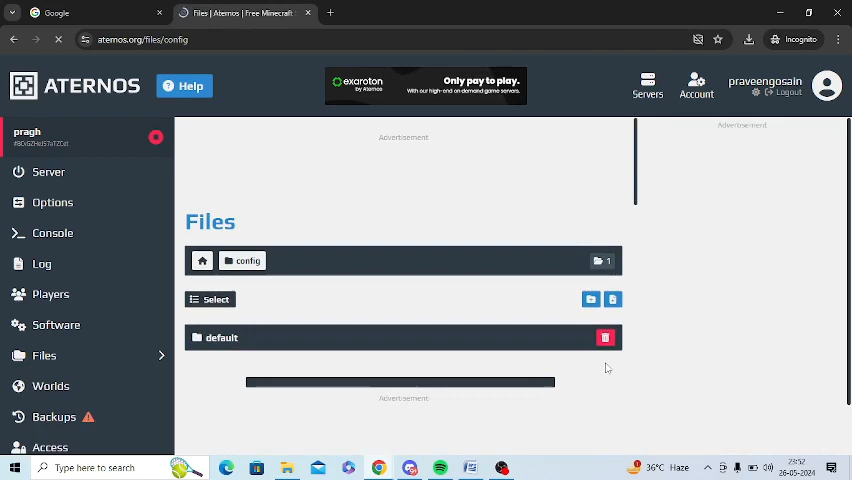 Google
Files | Aternos | Free Minecraft S
aternos.org/files/config
Incognito
ATERNOS
Help
exaroton
by Aternos
Only pay to play.
With our high-end on demand game servers.
Servers
Account
praveengosain
Logout
pragh
Server
Options
Console
Log
Players
Software
Files
Worlds
Backups
Access
Advertisement
Advertisement
Files
config
1
Select
default
Advertisement
Type here to search
36°C Haze
23:52
26-05-2024